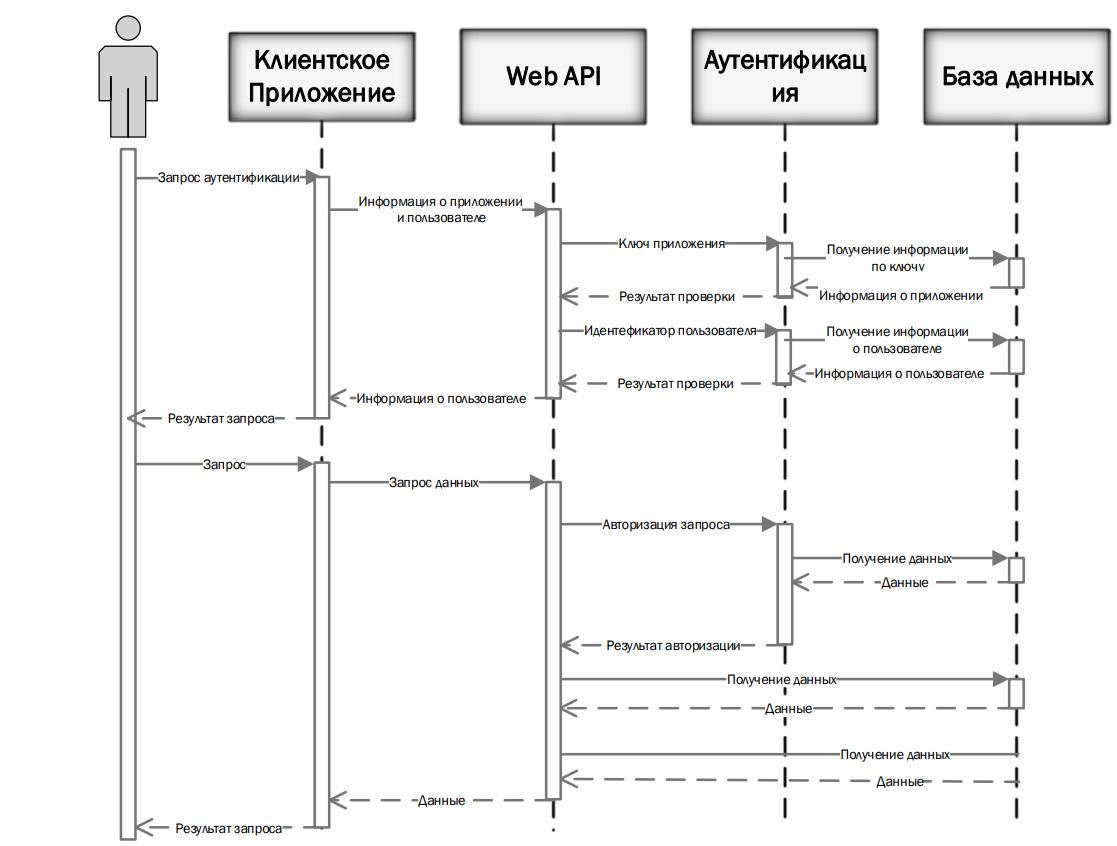 Клиентское
Приложение
Web API
Аутентификац
ия
База данных
Запрос аутентификации
Информация о приложении
и пользователе
Ключ приложения
Получение информации
по ключу
Информация о приложении
Результат проверки
Идентефикатор пользователя
Получение информации
о пользователе
Информация о пользователе
Результат проверки
Информация о пользователе
Результат запроса
Запрос
Запрос данных
Авторизация запроса
Получение данных
Данные
Результат авторизации
Получение данных
Данные
Получение данных
Данные
Данные
Результат запроса